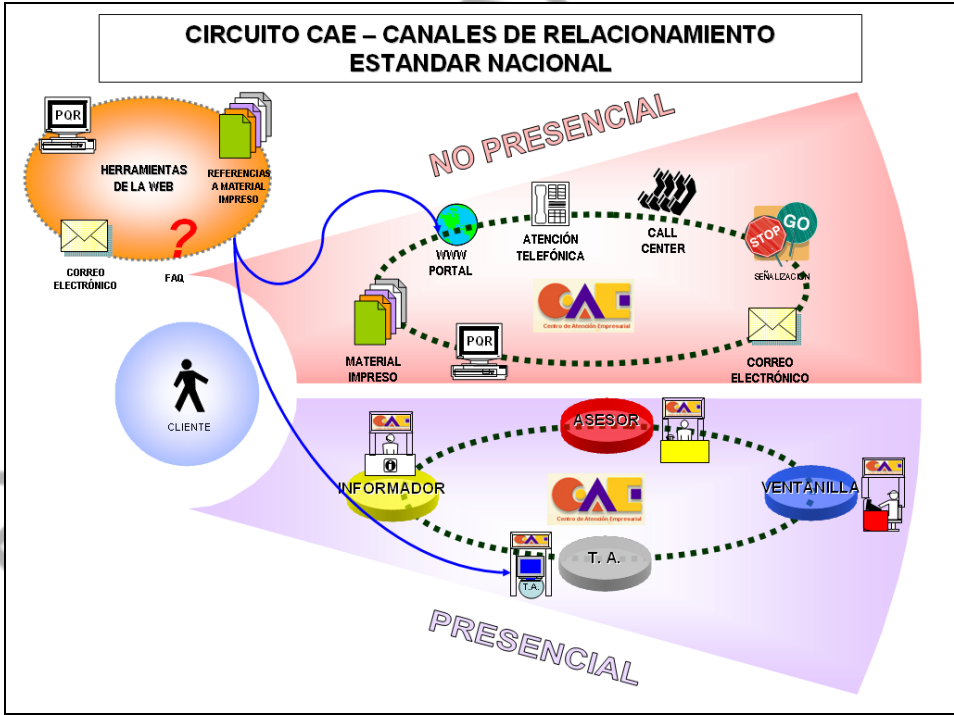 CIRCUITO CAE – CANALES DE RELACIONAMIENTO
ESTANDAR NACIONAL
PQR
HERRAMIENTAS
DE LA WEB
REFERENCIAS
A MATERIAL
IMPRESO
CORREO
ELECTRÓNICO
?
FAQ
CLIENTE
NO PRESENCIAL
WWW
PORTAL
ATENCIÓN
TELEFÓNICA
CALL
CENTER
STOP
GO
SEÑALIZACIÓN
CAE
Centro de Atención Empresarial
MATERIAL
IMPRESO
PQR
CORREO
ELECTRÓNICO
CAE
INFORMADOR
ASESOR
CAE
VENTANILLA
CAE
CAE
Centro de Atención Empresarial
CAE
T.A.
T. A.
PRESENCIAL